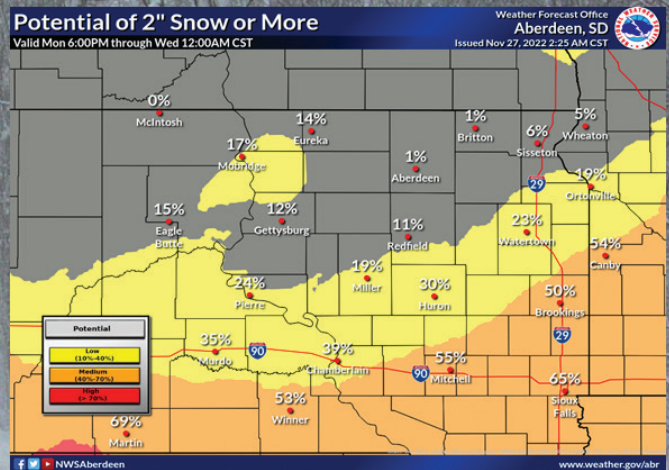 Potential of 2" Snow or More
Valid Mon 6:00PM through Wed 12:00AM CST
Weather Forecast Office
Aberdeen, SD
Issued Nov 27, 2022 2:25 AM CST
0%
McIntosh
14%
Eureka
1%
Britton
5%
Wheaton
6%
Sisseton
17%
Mobridge
1%
Aberdeen
29
19%
Ortonville
15%
Eagle
Butte
12%
Gettysburg
11%
Redfield
23%
Watertown
54%
Canby
24%
Pierre
19%
Miller
30%
Huron
50%
Brookings
29
35%
Murdo
90
39%
Chamberlain
90
55%
Mitchell
65%
Sioux
Falls
53%
Winner
69%
Martin
Potential
Low
(10%-40%)
Medium
(40%-70%)
High
(> 70%)
NWSAberdeen
www.weather.gov/abr